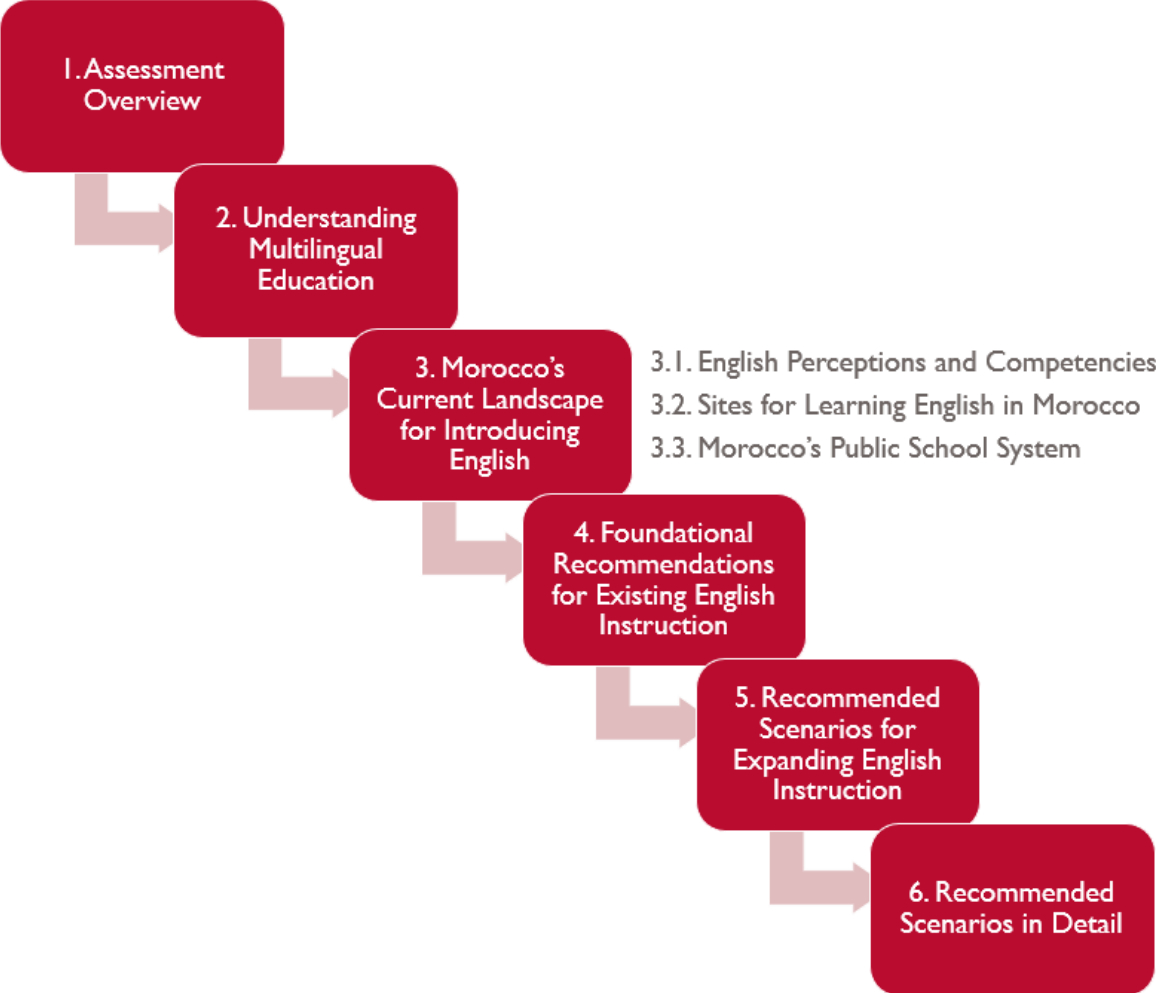 1. Assessment
Overview
2. Understanding
Multilingual
Education
3. Morocco’s
Current Landscape
for Introducing
English
3.1. English Perceptions and Competencies
3.2. Sites for Learning English in Morocco
3.3. Morocco’s Public School System
4. Foundational
Recommendations
for Existing English
Instruction
5. Recommended
Scenarios for
Expanding English
Instruction
6. Recommended
Scenarios in Detail